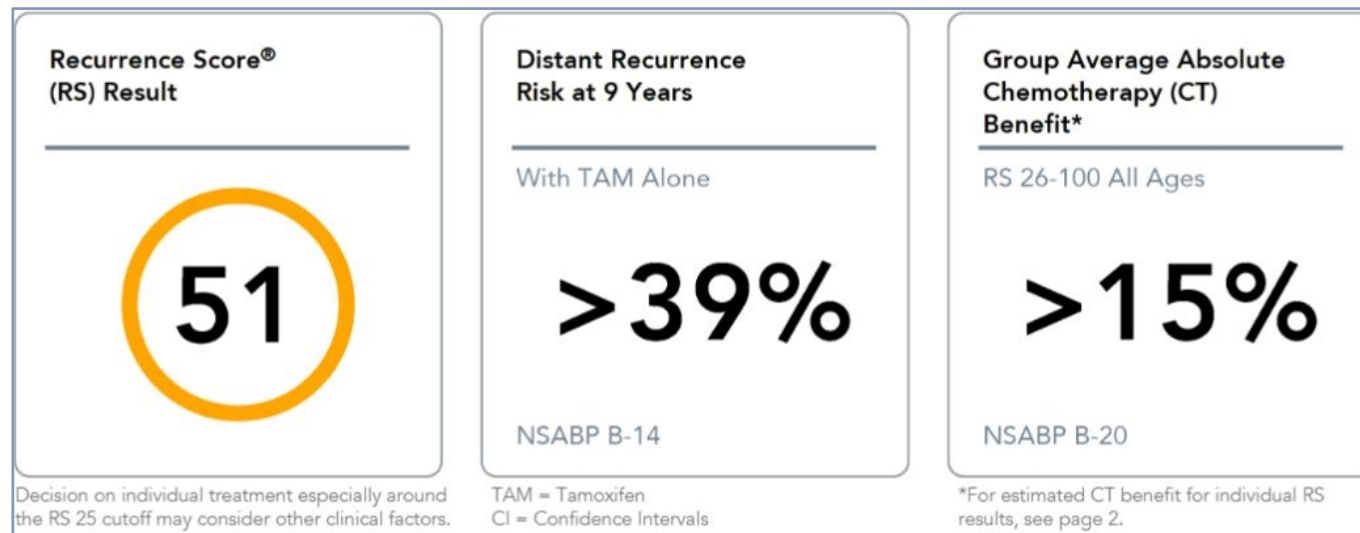 Recurrence Score®
(RS) Result
51
Decision on individual treatment especially around
the RS 25 cutoff may consider other clinical factors.
Distant Recurrence
Risk at 9 Years
With TAM Alone
>39%
NSABP B-14
TAM = Tamoxifen
CI = Confidence Intervals
Group Average Absolute
Chemotherapy (CT)
Benefit*
RS 26-100 All Ages
>15%
NSABP B-20
*For estimated CT benefit for individual RS
results, see page 2.